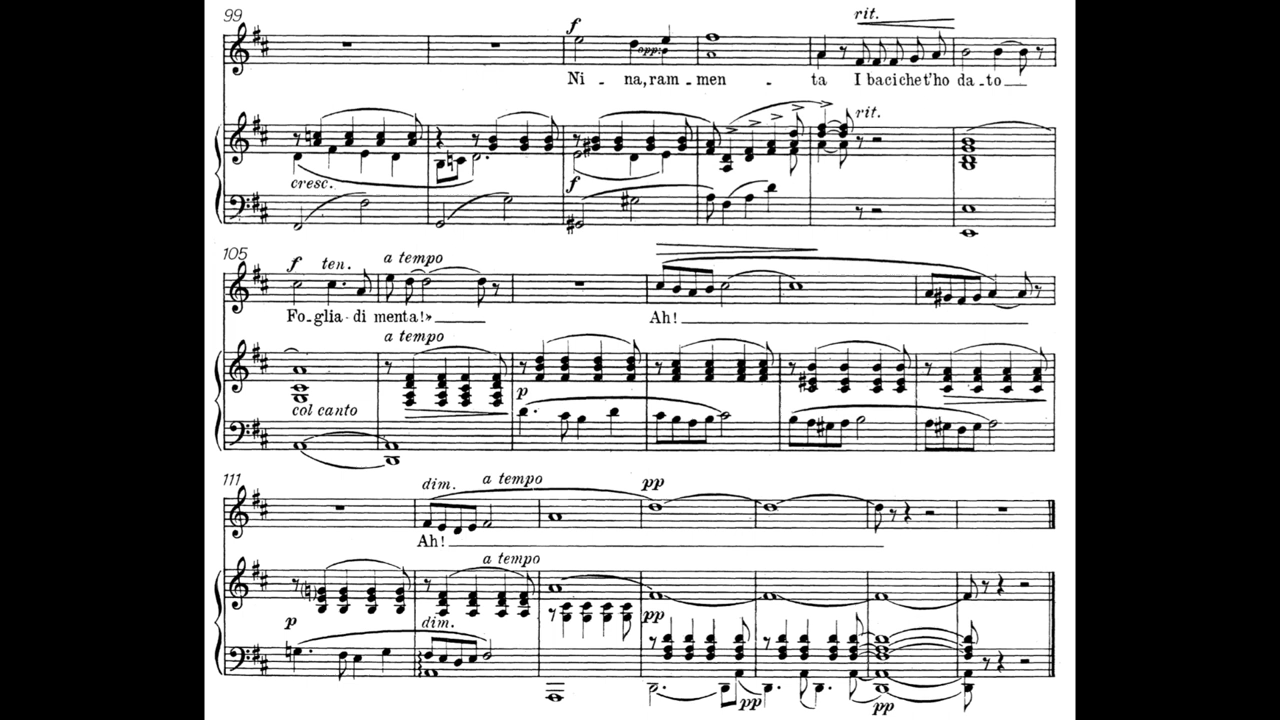 99
f
rit.
opp:
Ni - na, ram - men - ta I baci che t'ho da - to
rit.
cresc.
f
105
f ten. a tempo
Fo - glia di menta!» Ah!
a tempo
p
col canto
111
dim. a tempo pp
Ah!
a tempo
p dim. pp
pp pp